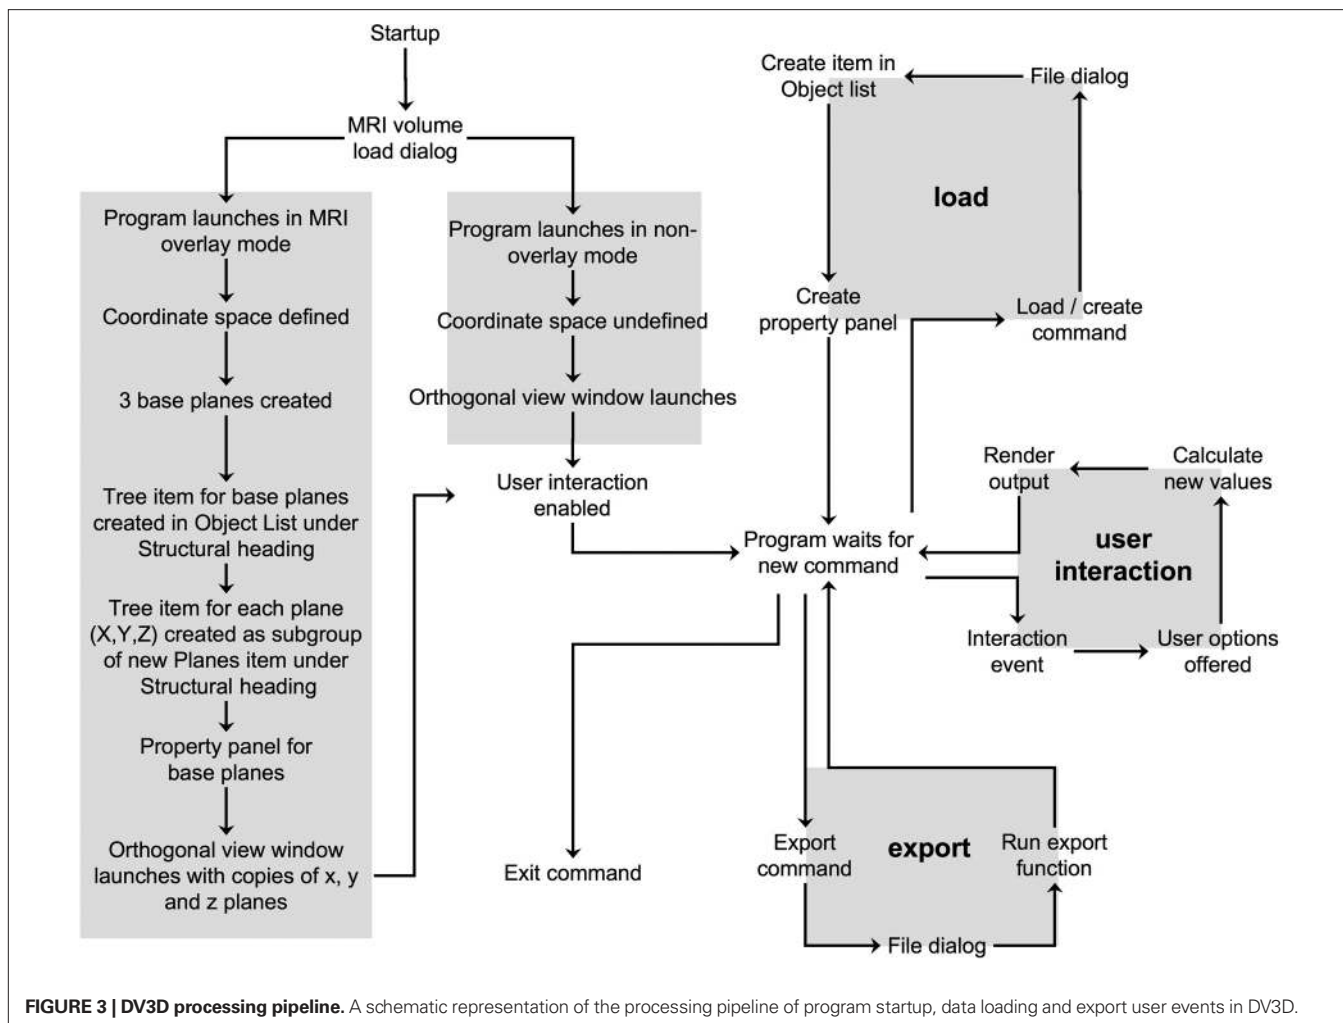 Startup
MRI volume
load dialog
Program launches in MRI
overlay mode
Coordinate space defined
3 base planes created
Tree item for base planes
created in Object List under
Structural heading
Tree item for each plane
(X,Y,Z) created as subgroup
of new Planes item under
Structural heading
Property panel for
base planes
Orthogonal view window
launches with copies of x, y
and z planes
Program launches in non-
overlay mode
Coordinate space undefined
Orthogonal view window launches
User interaction
enabled
Program waits for
new command
Exit command
Create item in
Object list
File dialog
load
Create
property panel
Load / create
command
Render
output
Calculate
new values
user
interaction
Interaction
event
User options
offered
Export
command
export
Run export
function
File dialog
FIGURE 3 | DV3D processing pipeline. A schematic representation of the processing pipeline of program startup, data loading and export user events in DV3D.